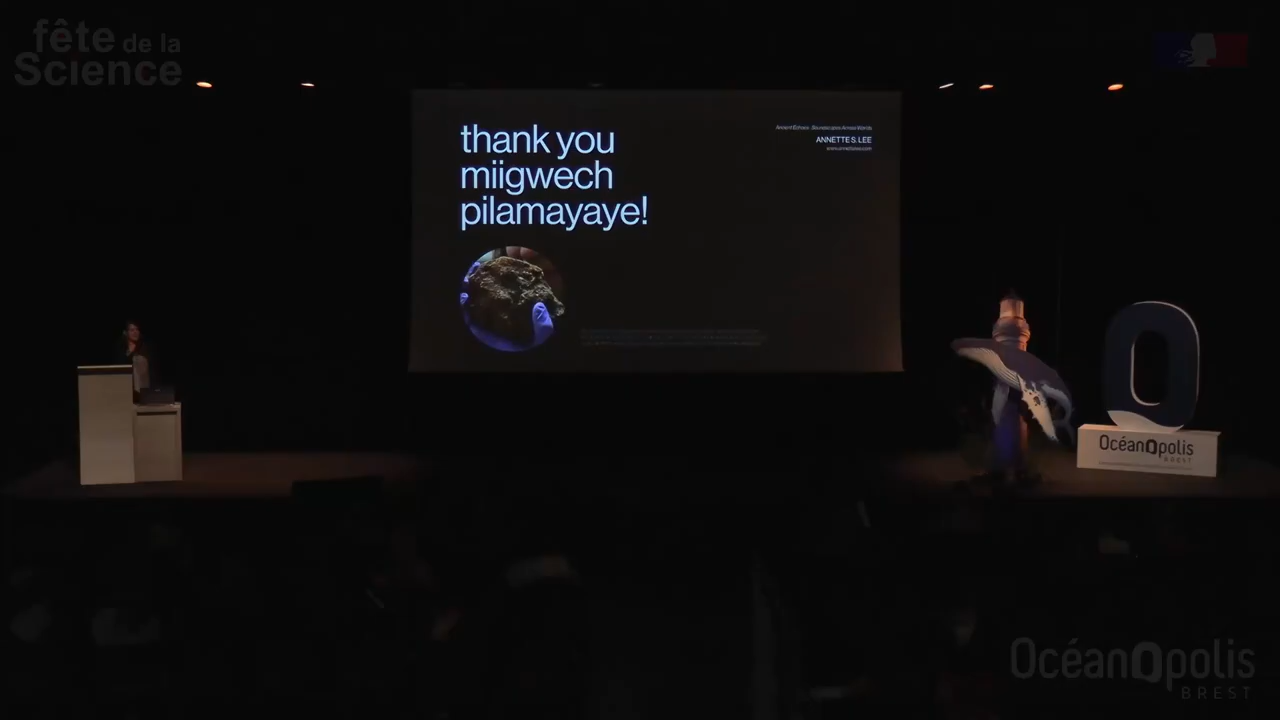 fête de la
Science
thank you
miigwech
pilamayaye!
ANNETTE S. LEE
OcéanOpolis
BREST
OcéanOpolis
BREST